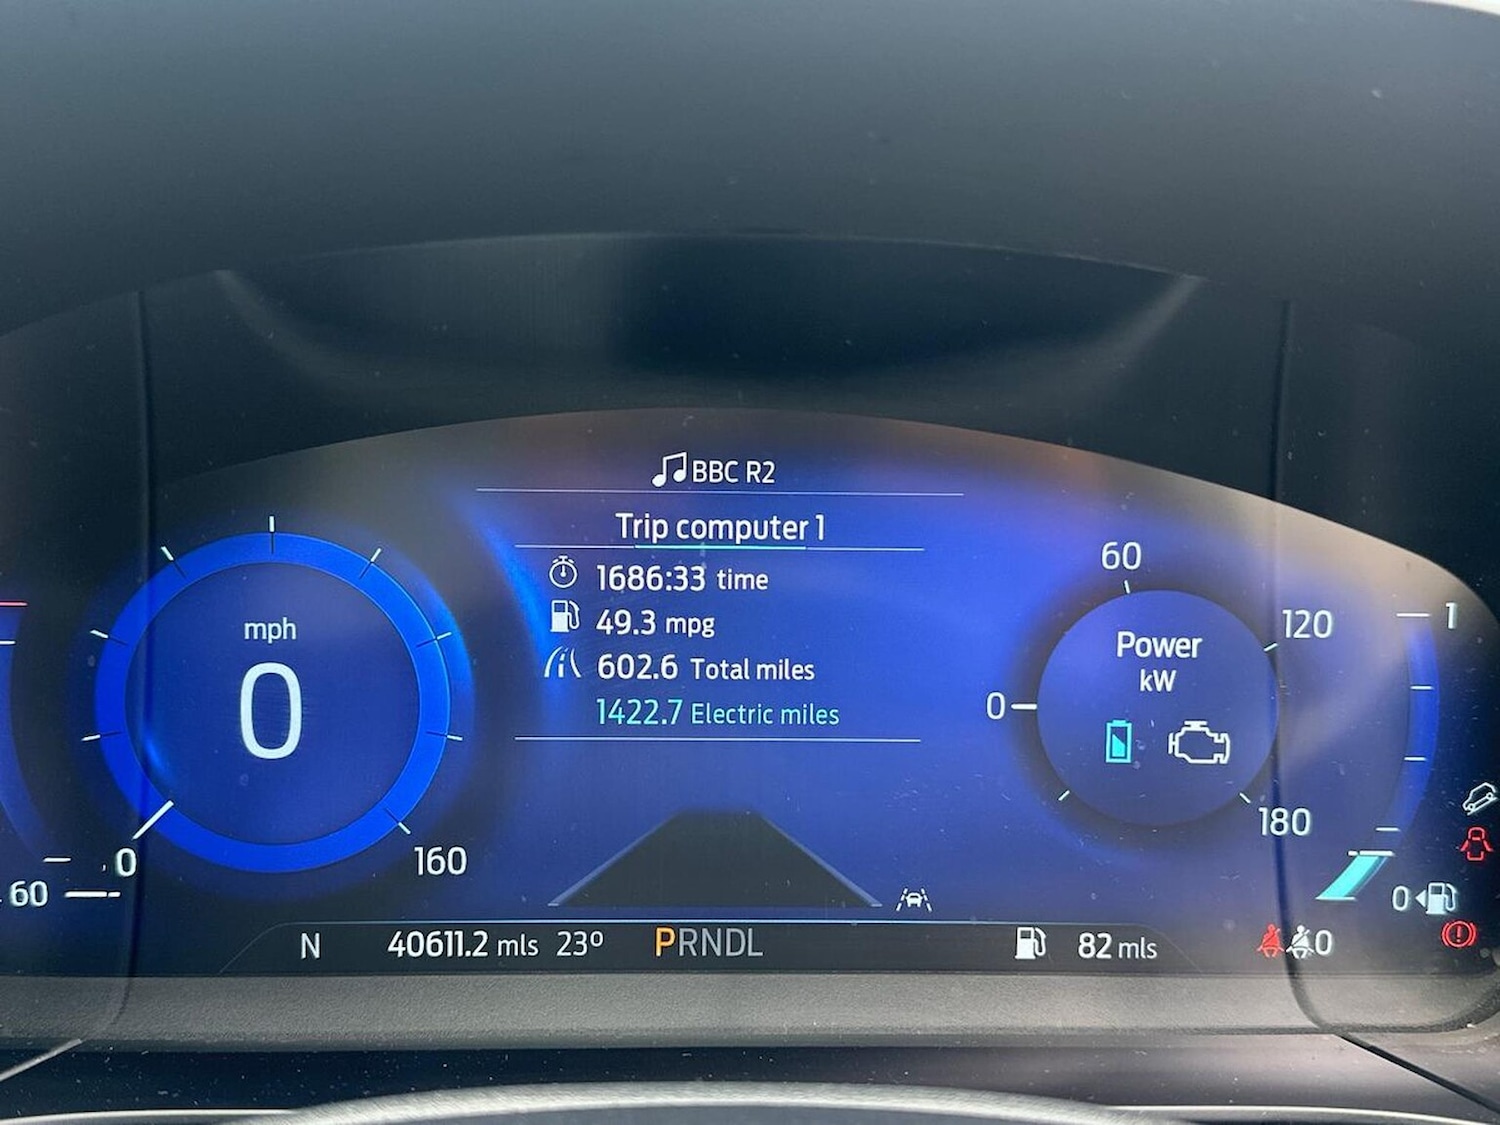 BBC R2
Trip computer 1
1686:33 time
49.3 mpg
602.6 Total miles
1422.7 Electric miles
mph
0
0
160
60
60
120
Power
kW
0
180
1
0
N 40611.2 mls 23º PRNDL 82 mls
0